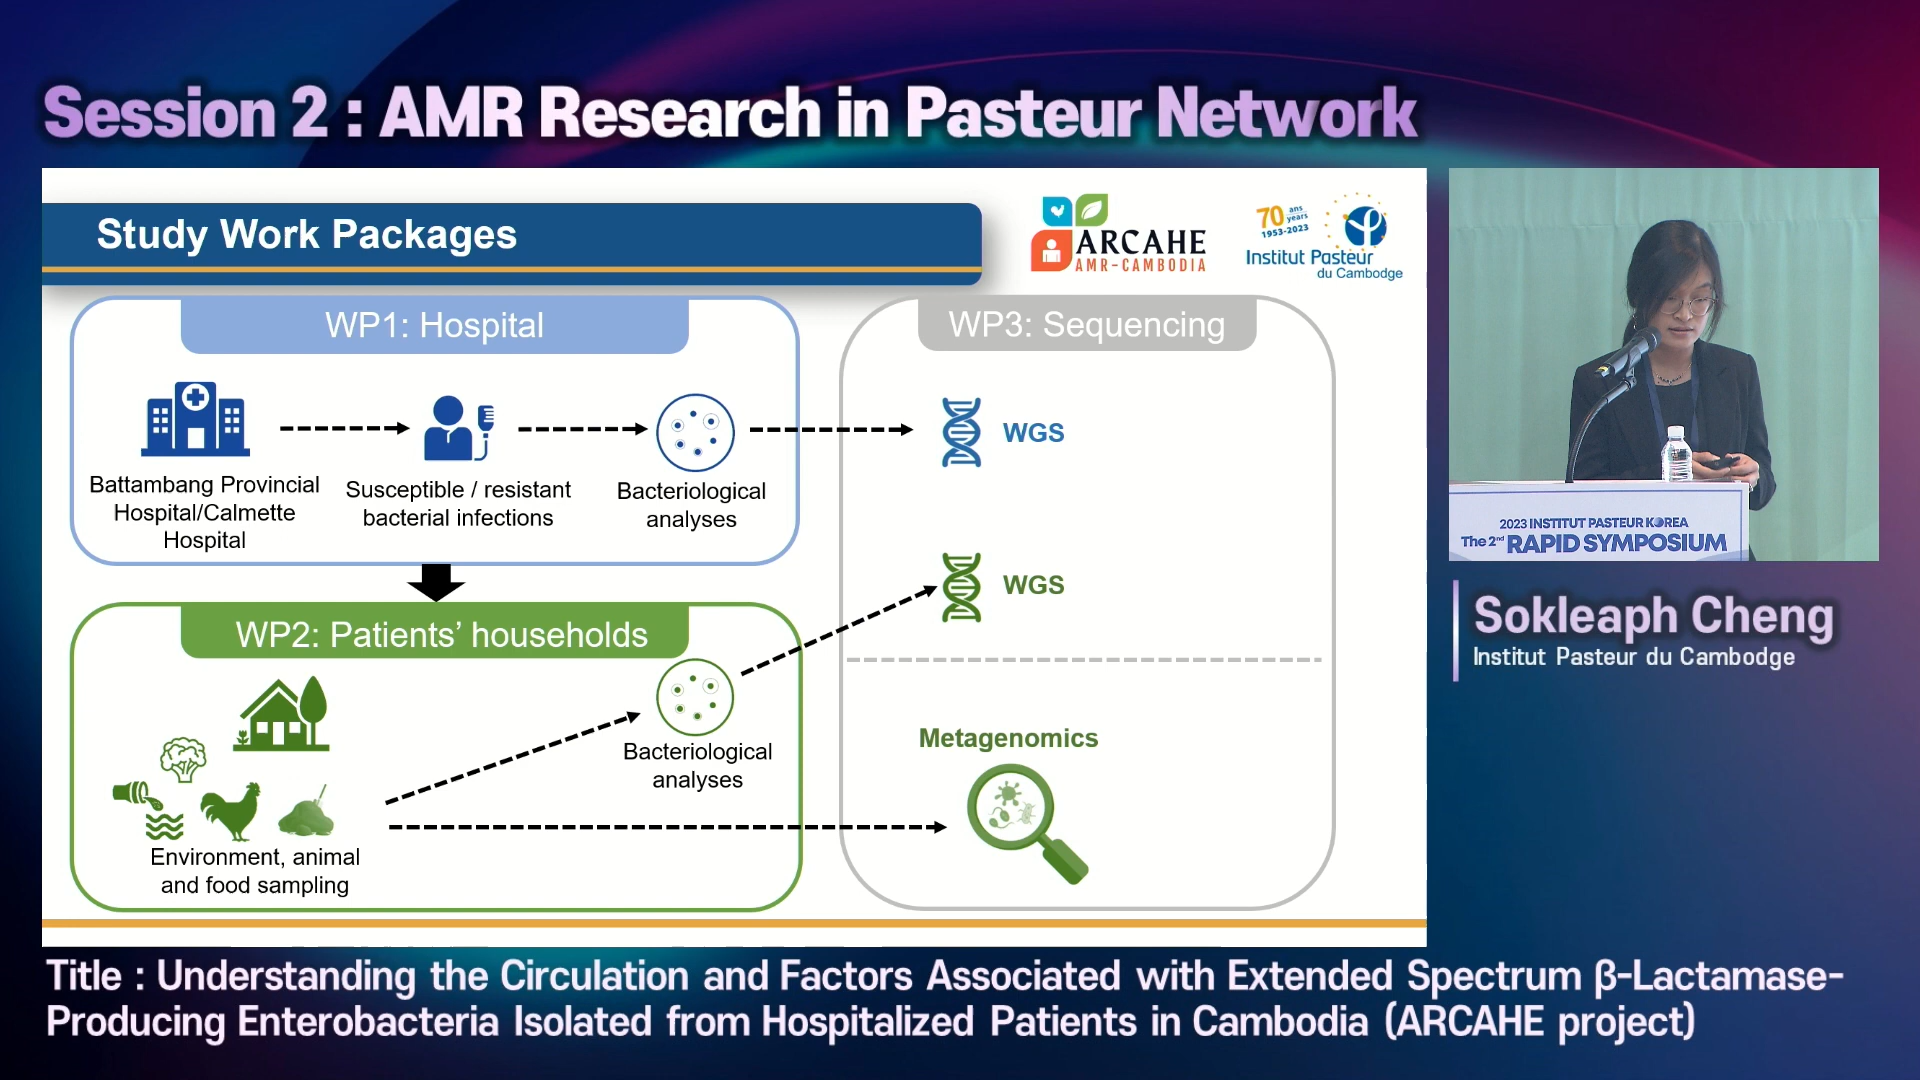 Session 2 : AMR Research in Pasteur Network
Study Work Packages
ARCAHE
AMR-CAMBODIA
70 ans
years
1953-2023
Institut Pasteur
du Cambodge
WP1: Hospital
Battambang Provincial
Hospital/Calmette
Hospital
Susceptible / resistant
bacterial infections
Bacteriological
analyses
WP2: Patients’ households
Environment, animal
and food sampling
Bacteriological
analyses
WP3: Sequencing
WGS
WGS
Metagenomics
2023 INSTITUT PASTEUR KOREA
The 2nd RAPID SYMPOSIUM
Sokleaph Cheng
Institut Pasteur du Cambodge
Title : Understanding the Circulation and Factors Associated with Extended Spectrum β-Lactamase-
Producing Enterobacteria Isolated from Hospitalized Patients in Cambodia (ARCAHE project)